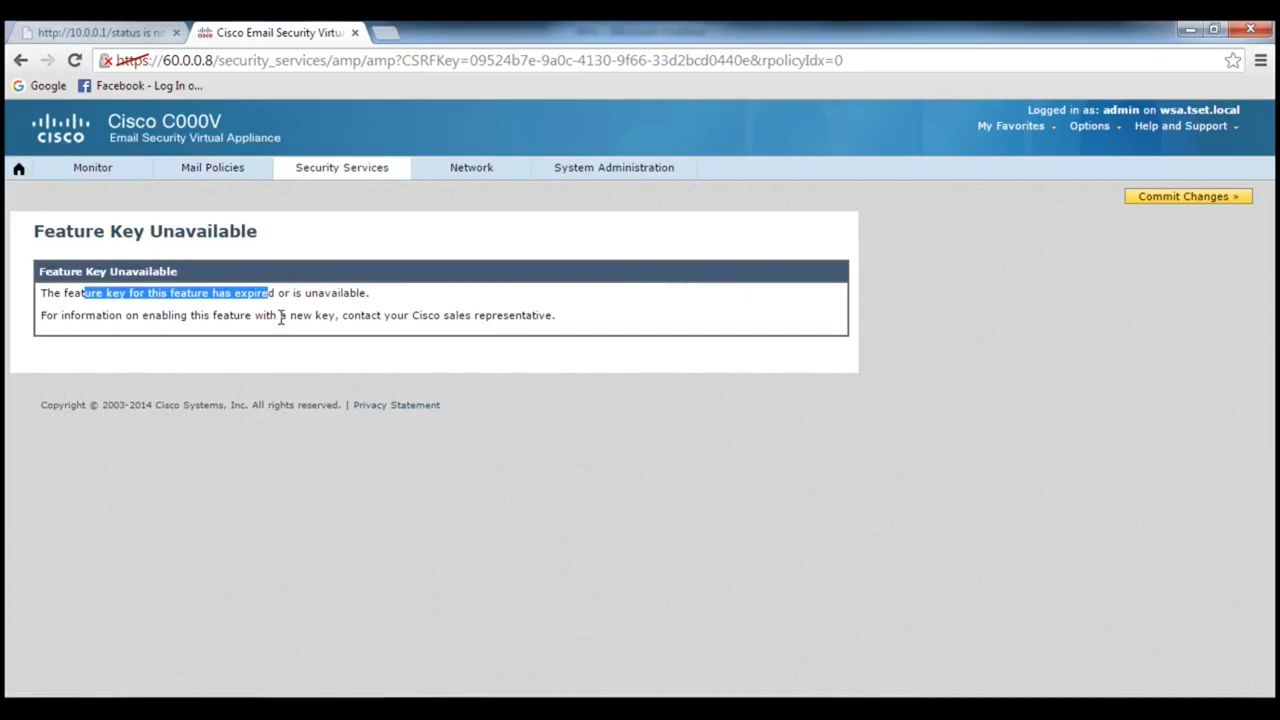 http://10.0.0.1/status is no
Cisco Email Security Virtu
https://60.0.0.8/security_services/amp/amp?CSRFKey=09524b7e-9a0c-4130-9f66-33d2bcd0440e&rpolicyIdx=0
Google
Facebook - Log In o...
CISCO
Cisco C000V
Email Security Virtual Appliance
Logged in as: admin on wsa.tset.local
My Favorites Options Help and Support
Monitor
Mail Policies
Security Services
Network
System Administration
Commit Changes »
Feature Key Unavailable
Feature Key Unavailable
The feature key for this feature has expired or is unavailable.
For information on enabling this feature with a new key, contact your Cisco sales representative.
Copyright © 2003-2014 Cisco Systems, Inc. All rights reserved. | Privacy Statement